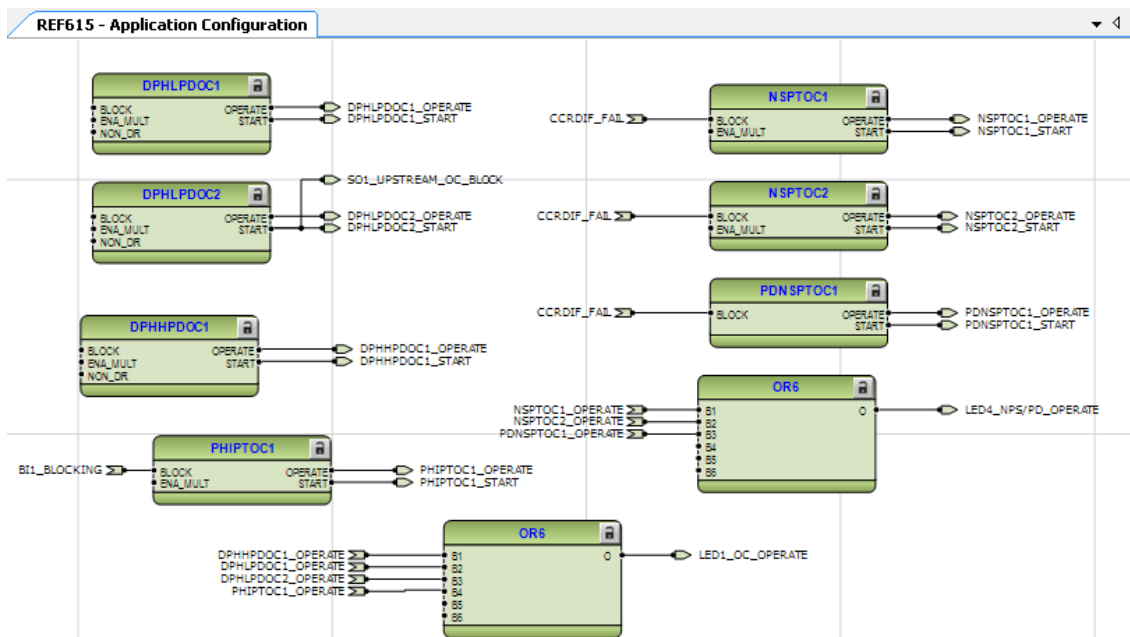 REF615 - Application Configuration
DPHLPDOC1
BLOCK
ENA_MULT
NON_DR
OPERATE
START
DPHLPDOC1_OPERATE
DPHLPDOC1_START
SO1_UPSTREAM_OC_BLOCK
DPHLPDOC2
BLOCK
ENA_MULT
NON_DR
OPERATE
START
DPHLPDOC2_OPERATE
DPHLPDOC2_START
DPHHPDOC1
BLOCK
ENA_MULT
NON_DR
OPERATE
START
DPHHPDOC1_OPERATE
DPHHPDOC1_START
BI1_BLOCKING
PHIPTOC1
BLOCK
ENA_MULT
OPERATE
START
PHIPTOC1_OPERATE
PHIPTOC1_START
DPHHPDOC1_OPERATE
DPHLPDOC1_OPERATE
DPHLPDOC2_OPERATE
PHIPTOC1_OPERATE
OR6
B1
B2
B3
B4
B5
B6
O
LED1_OC_OPERATE
CCRDIF_FAIL
NSPTOC1
BLOCK
ENA_MULT
OPERATE
START
NSPTOC1_OPERATE
NSPTOC1_START
CCRDIF_FAIL
NSPTOC2
BLOCK
ENA_MULT
OPERATE
START
NSPTOC2_OPERATE
NSPTOC2_START
CCRDIF_FAIL
PDNSPTOC1
BLOCK
OPERATE
START
PDNSPTOC1_OPERATE
PDNSPTOC1_START
NSPTOC1_OPERATE
NSPTOC2_OPERATE
PDNSPTOC1_OPERATE
OR6
B1
B2
B3
B4
B5
B6
O
LED4_NPS/PD_OPERATE